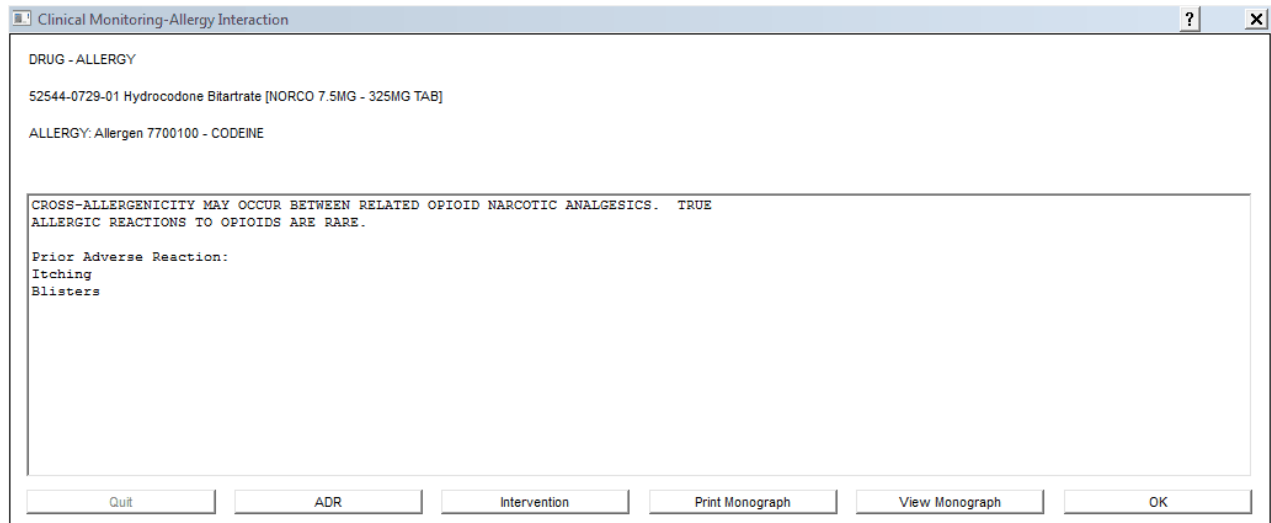 Clinical Monitoring-Allergy Interaction ?
DRUG - ALLERGY
52544-0729-01 Hydrocodone Bitartrate [NORCO 7.5MG - 325MG TAB]
ALLERGY: Allergen 7700100 - CODEINE
CROSS-ALLERGENICITY MAY OCCUR BETWEEN RELATED OPIOID NARCOTIC ANALGESICS. TRUE
ALLERGIC REACTIONS TO OPIOIDS ARE RARE.
Prior Adverse Reaction:
Itching
Blisters
Quit ADR Intervention Print Monograph View Monograph OK